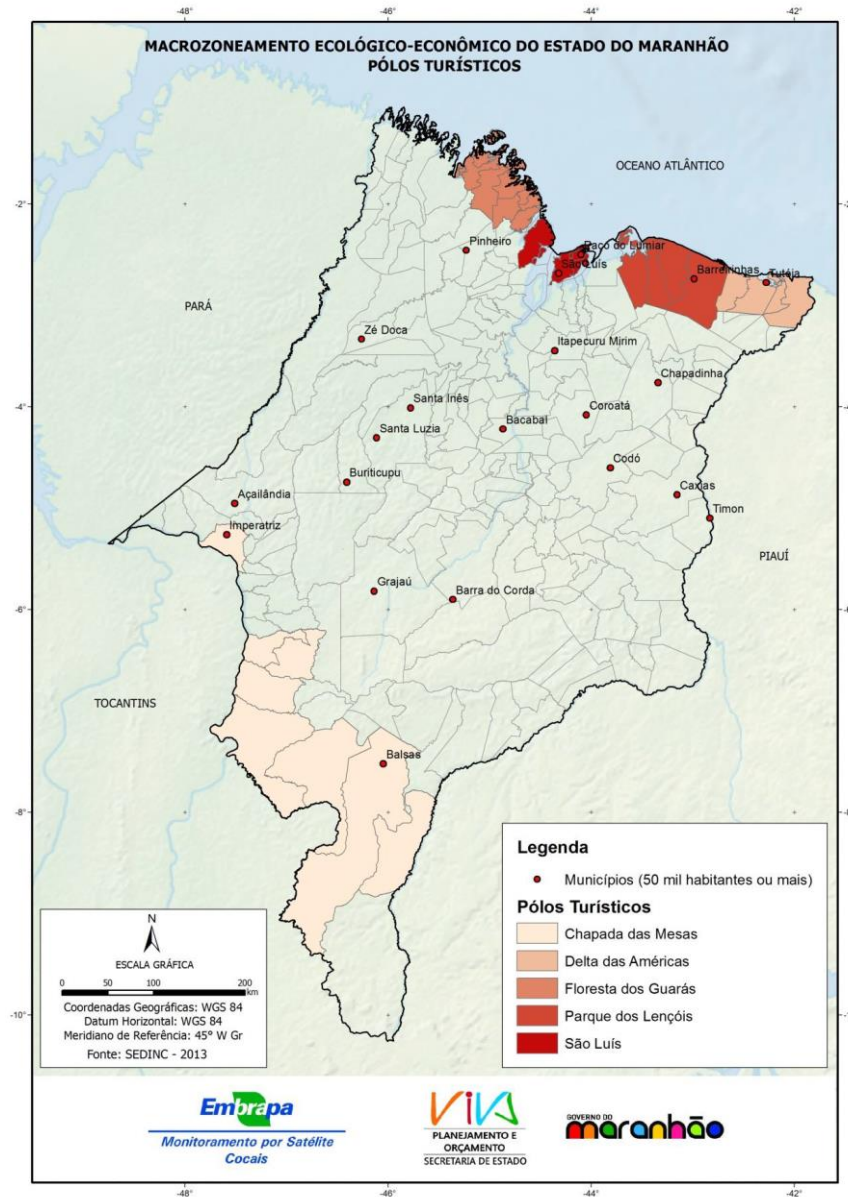 -48°
-46°
-44°
-42°
MACROZONEAMENTO ECOLÓGICO-ECONÔMICO DO ESTADO DO MARANHÃO
PÓLOS TURÍSTICOS
OCEANO ATLÂNTICO
-2°
-2°
Pinheiro
Paço do Lumiar
São Luís
Barreirinhas
Tutóia
PARÁ
Zé Doca
Itapecuru Mirim
Chapadinha
Santa Inês
Coroatá
-4°
-4°
Santa Luzia
Bacabal
Buriticupu
Codó
Caxias
Açailândia
Timon
Imperatriz
PIAUÍ
Grajaú
Barra do Corda
-6°
-6°
TOCANTINS
Balsas
-8°
-8°
Legenda
Municípios (50 mil habitantes ou mais)
Pólos Turísticos
Chapada das Mesas
Delta das Américas
Floresta dos Guarás
Parque dos Lençóis
São Luís
N
ESCALA GRÁFICA
0 50 100 200
km
Coordenadas Geográficas: WGS 84
Datum Horizontal: WGS 84
Meridiano de Referência: 45° W Gr
Fonte: SEDINC - 2013
-10°
-10°
Embrapa
Monitoramento por Satélite
Cocais
VIVA
PLANEJAMENTO E
ORÇAMENTO
SECRETARIA DE ESTADO
GOVERNO DO
maranhão
-48°
-46°
-44°
-42°